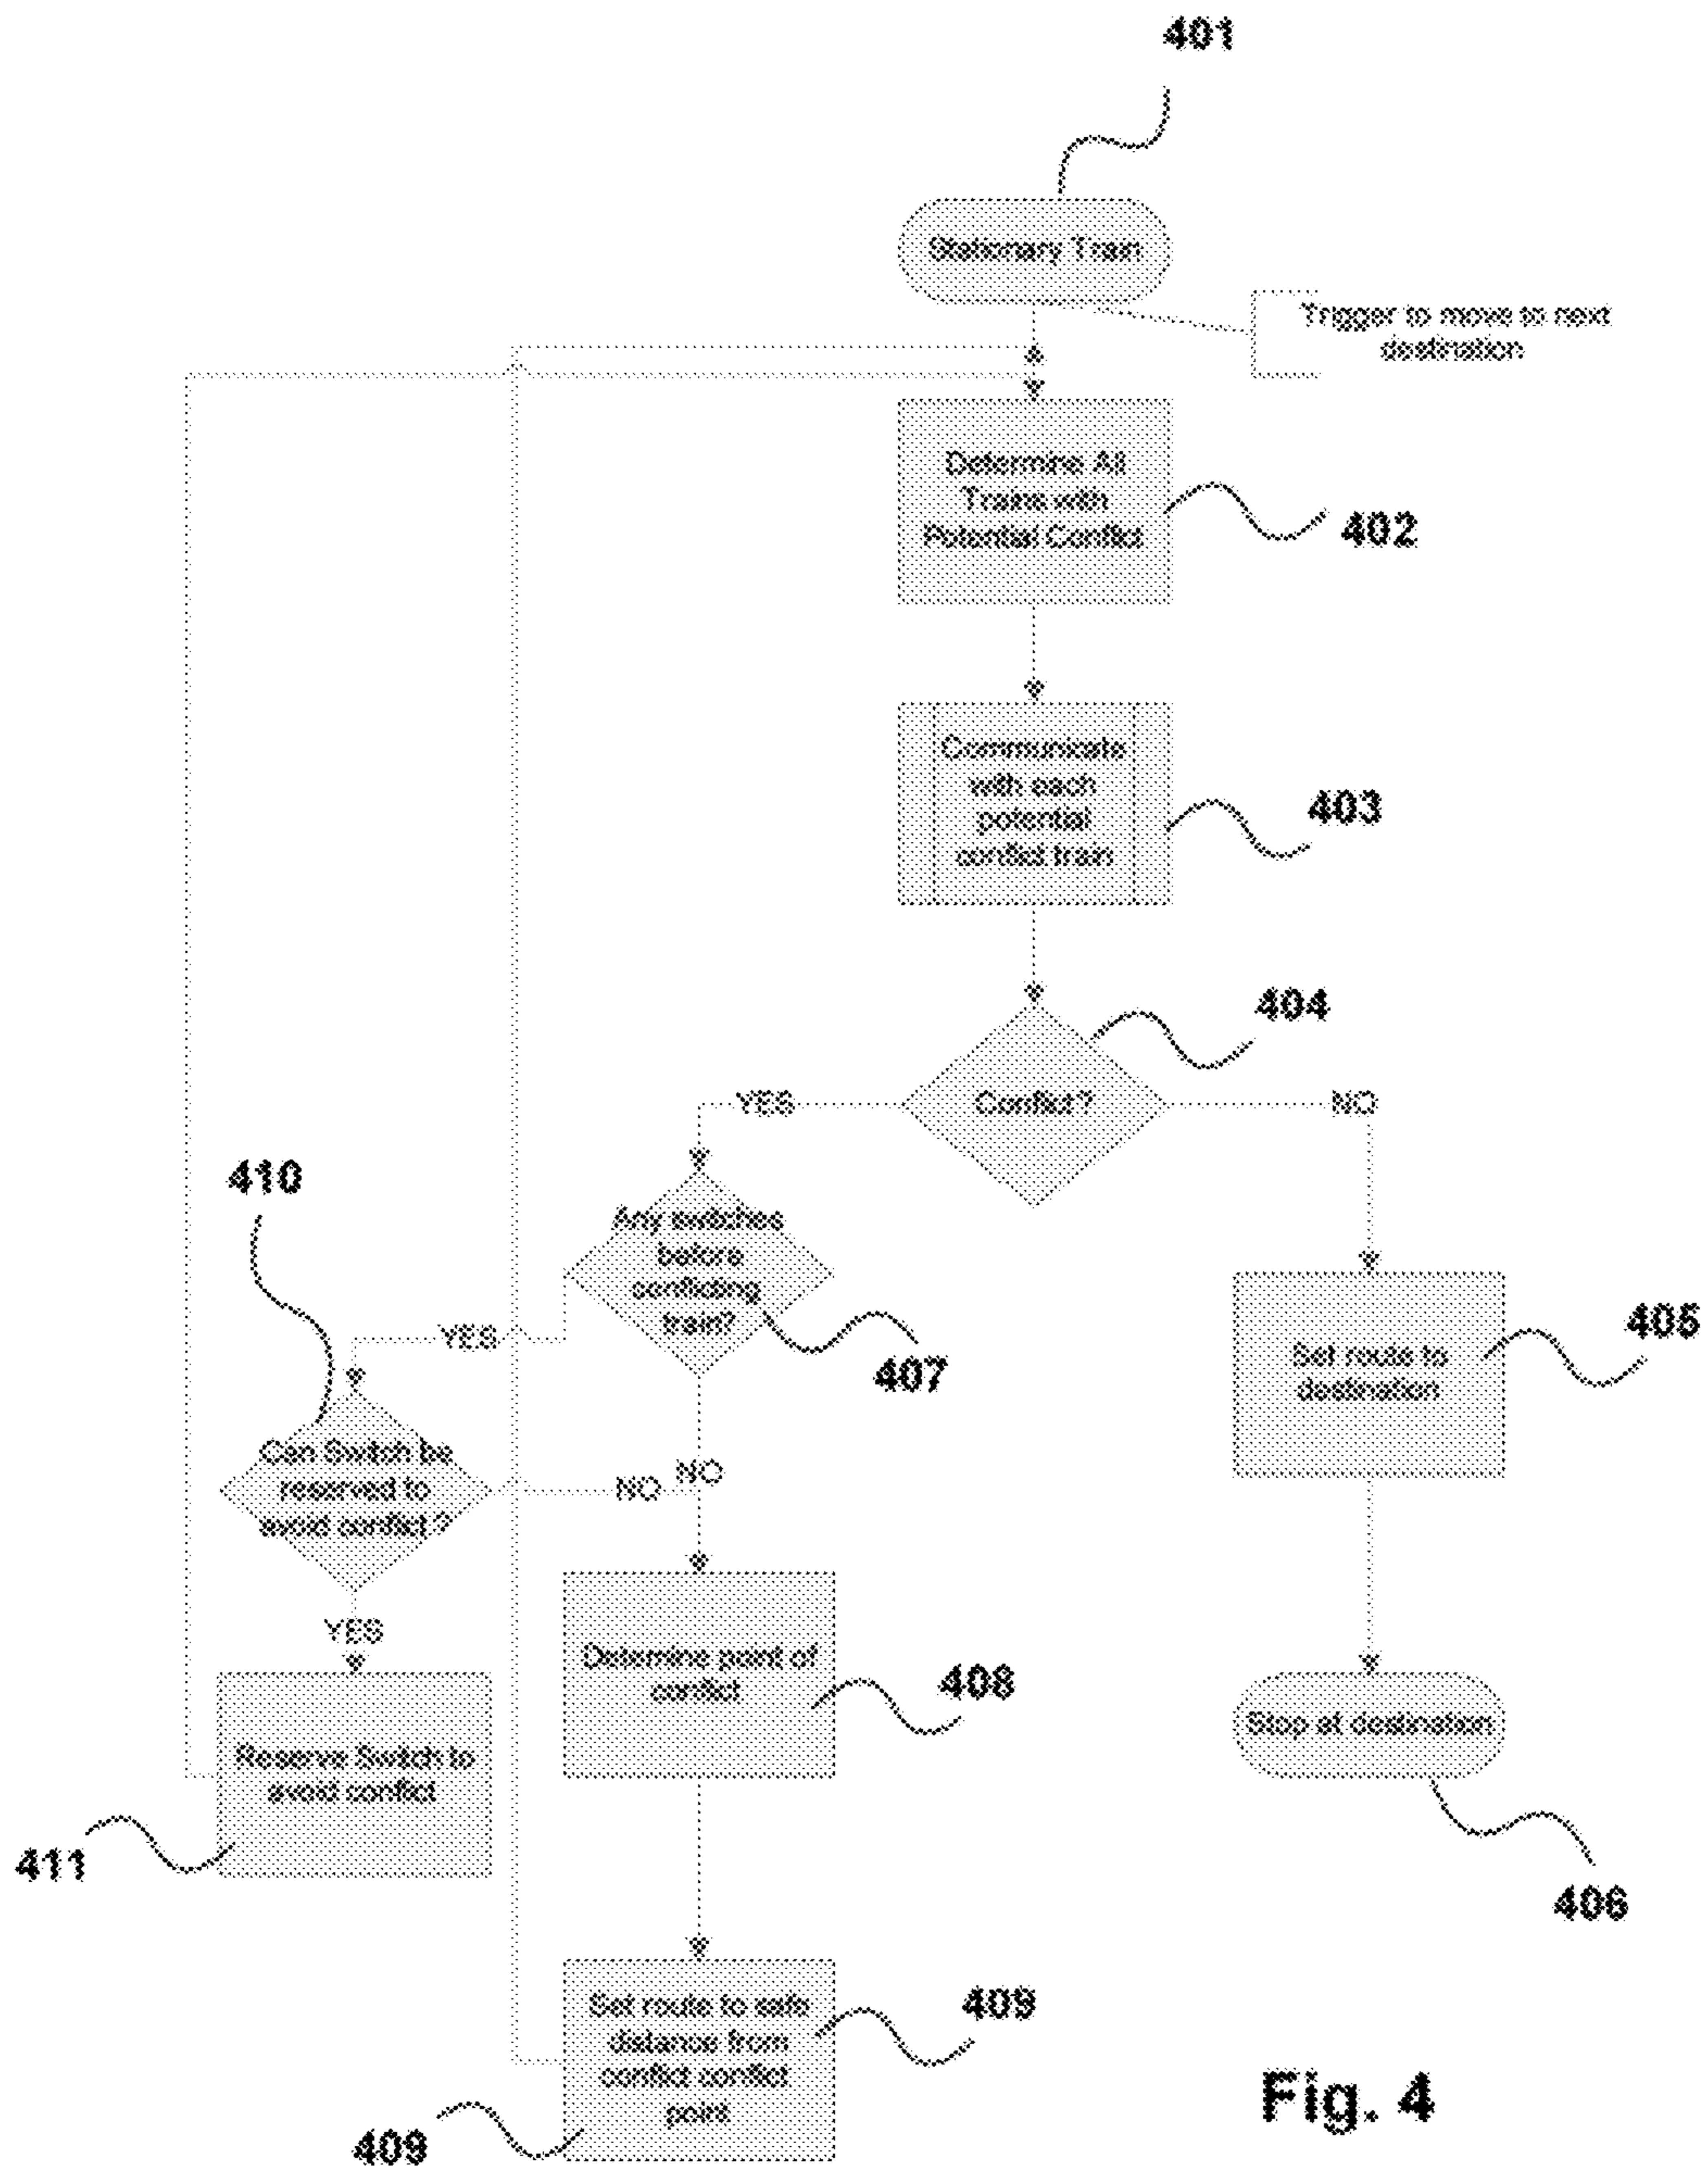 401
Stationary Train
Trigger to move to next
destination
Determine All
Trains with
Potential Conflict
402
Communicate
with each
potential
conflict train
403
404
Conflict?
YES
NO
410
Any switches
before
conflicting
train?
407
YES
405
Set route to
destination
Can Switch be
reserved to
avoid conflict?
NO
NO
YES
Determine point of
conflict
408
Stop at destination
Reserve Switch to
avoid conflict
411
406
Set route to safe
distance from
conflict conflict
point
409
409
Fig. 4